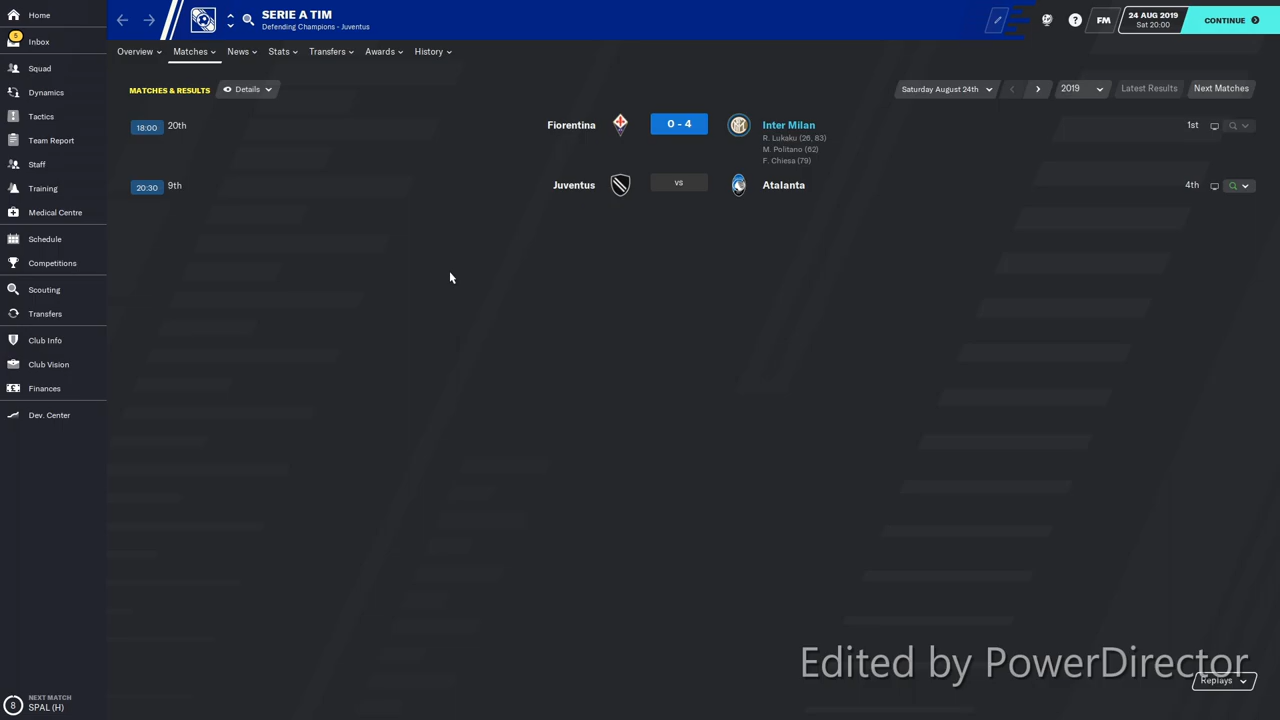 Home
Inbox
5
Squad
Dynamics
Tactics
Team Report
Staff
Training
Medical Centre
Schedule
Competitions
Scouting
Transfers
Club Info
Club Vision
Finances
Dev. Center
8 NEXT MATCH
SPAL (H)
SERIE A TIM
Defending Champions - Juventus
? FM 24 AUG 2019
Sat 20:00
CONTINUE
Overview Matches News Stats Transfers Awards History
MATCHES & RESULTS Details Saturday August 24th 2019 Latest Results Next Matches
18:00 20th Fiorentina 0 - 4 Inter Milan 1st
R. Lukaku (26, 83)
M. Politano (62)
F. Chiesa (79)
20:30 9th Juventus vs Atalanta 4th
Edited by PowerDirector
Replays